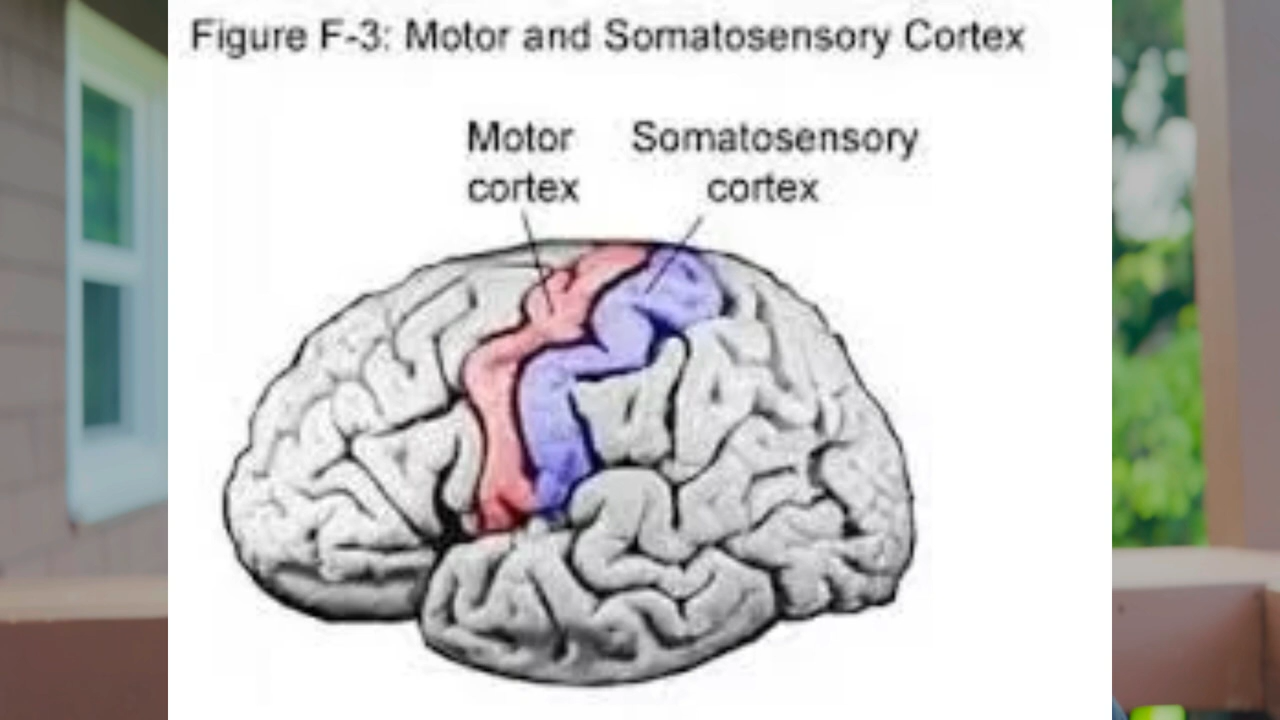 Figure F-3: Motor and Somatosensory Cortex
Motor
cortex
Somatosensory
cortex